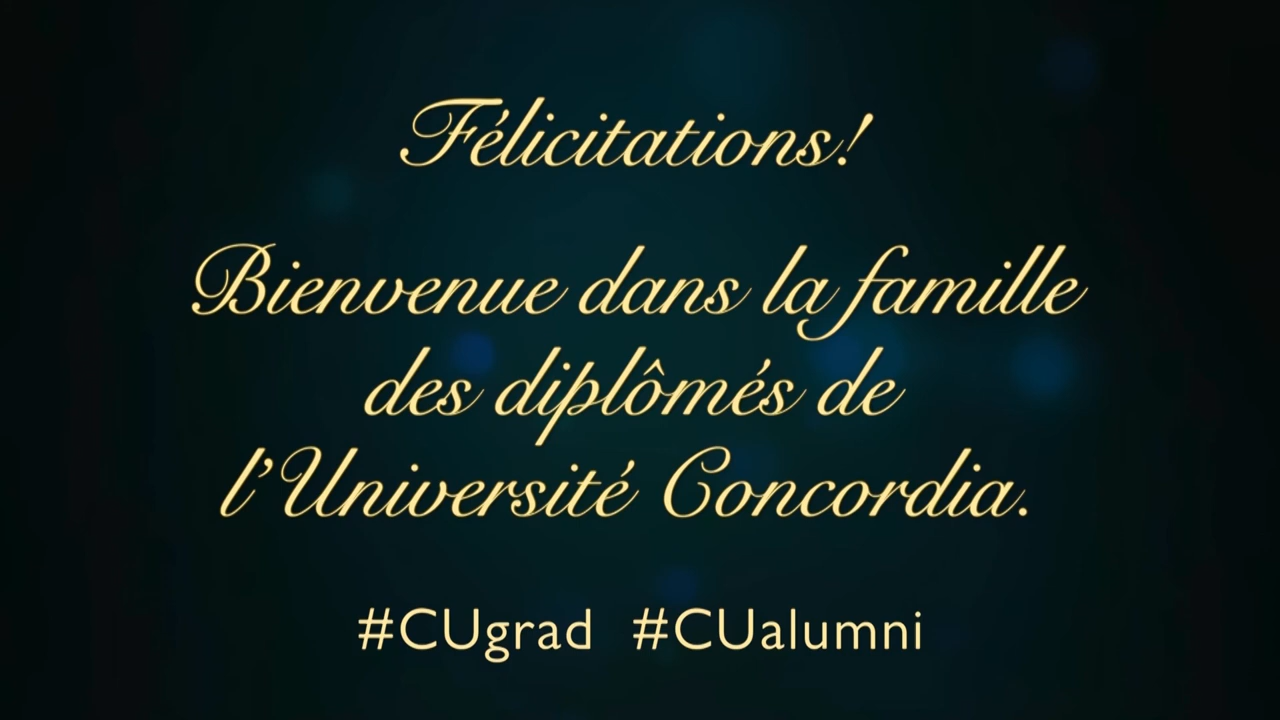 Félicitations!
Bienvenue dans la famille
des diplômés de
l'Université Concordia.
#CUgrad #CUalumni